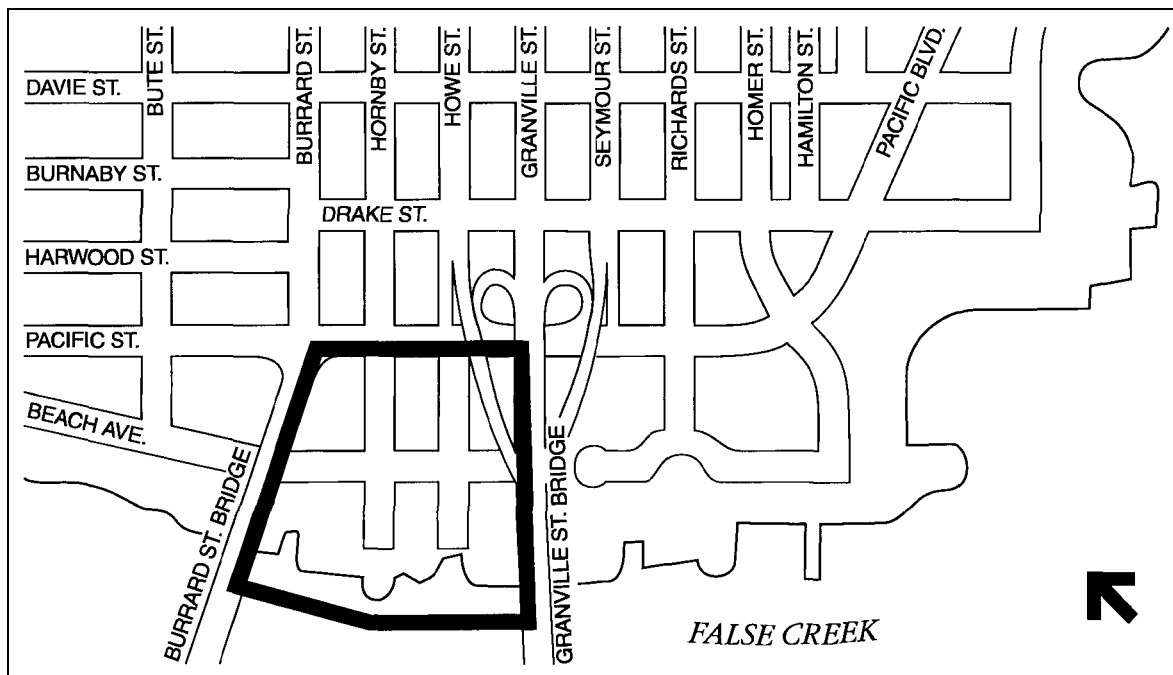 DAVIE ST.
BURNABY ST.
HARWOOD ST.
PACIFIC ST.
BEACH AVE.
BUTE ST.
BURRARD ST.
HORNBY ST.
HOWE ST.
GRANVILLE ST.
SEYMOUR ST.
RICHARDS ST.
HOMER ST.
HAMILTON ST.
PACIFIC BLVD.
DRAKE ST.
BURRARD ST. BRIDGE
GRANVILLE ST. BRIDGE
FALSE CREEK